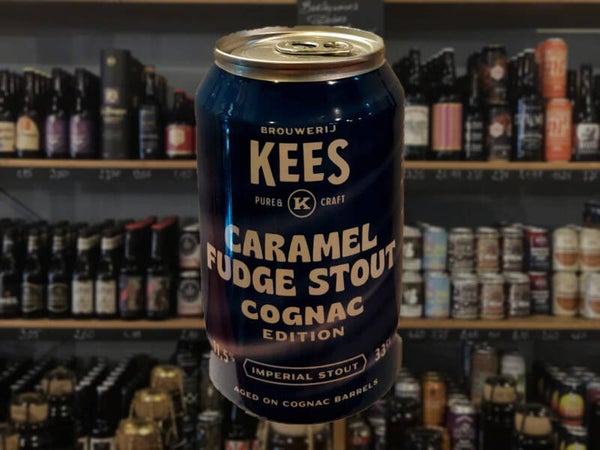 BROUWERIJ
KEES
PURE & K CRAFT
CARAMEL
FUDGE STOUT
COGNAC
EDITION
IMPERIAL STOUT
AGED ON COGNAC BARRELS